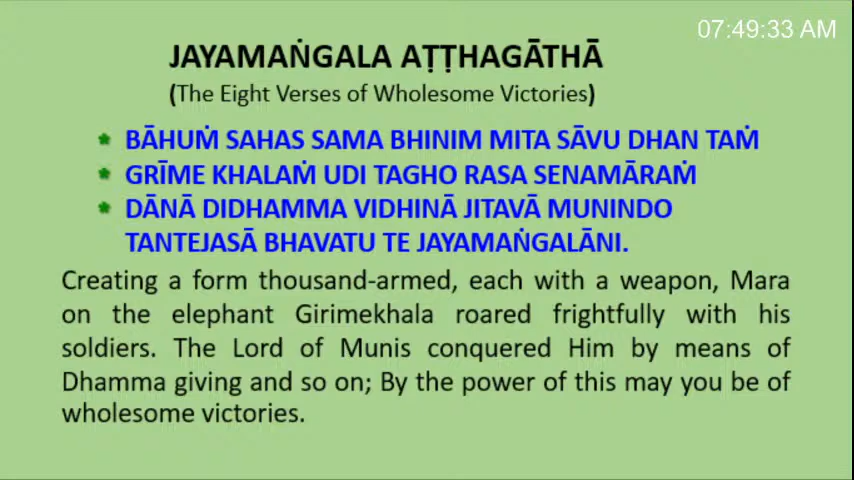 07:49:33 AM
JAYAMAṄGALA AṬṬHAGĀTHĀ
(The Eight Verses of Wholesome Victories)
BĀHUṀ SAHAS SAMA BHINIM MITA SĀVU DHAN TAṀ
GRĪME KHALAṀ UDI TAGHO RASA SENAMĀRAṀ
DĀNĀ DIDHAMMA VIDHINĀ JITAVĀ MUNINDO
TANTEJASĀ BHAVATU TE JAYAMAṄGALĀNI.
Creating a form thousand-armed, each with a weapon, Mara
on the elephant Girimekhala roared frightfully with his
soldiers. The Lord of Munis conquered Him by means of
Dhamma giving and so on; By the power of this may you be of
wholesome victories.